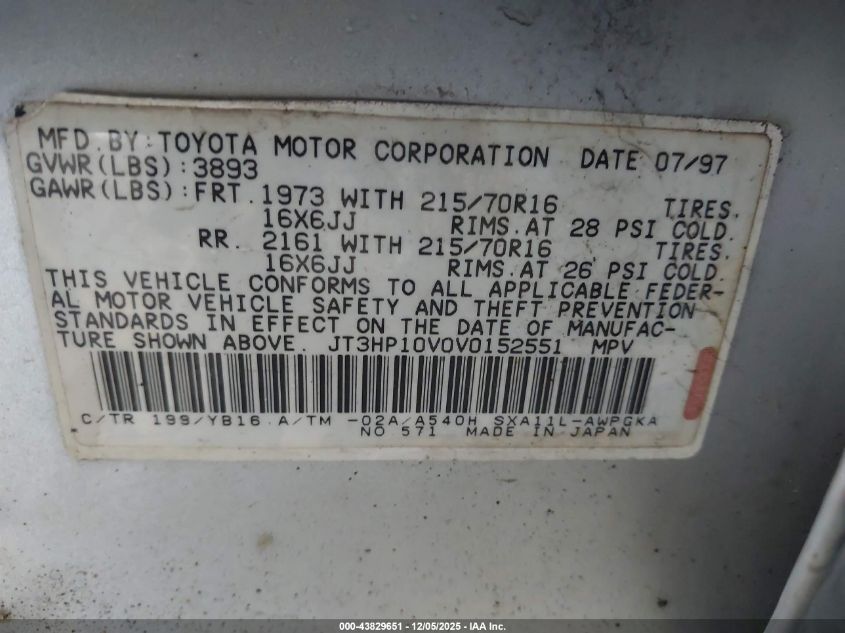 MFD. BY: TOYOTA MOTOR CORPORATION DATE 07/97
GVWR(LBS):3893
GAWR(LBS):FRT. 1973 WITH 215/70R16 TIRES.
16X6JJ RIMS.AT 28 PSI COLD.
RR. 2161 WITH 215/70R16 TIRES.
16X6JJ RIMS.AT 26 PSI COLD.
THIS VEHICLE CONFORMS TO ALL APPLICABLE FEDER-
AL MOTOR VEHICLE SAFETY AND THEFT PREVENTION
STANDARDS IN EFFECT ON THE DATE OF MANUFAC-
TURE SHOWN ABOVE. JT3HP10V0V0152551 MPV
C/TR 199/YB16 A/TM -02A/A540H SXA11L-AWPGKA
NO 571 MADE IN JAPAN
000-43829651 - 12/05/2025 - IAA Inc.